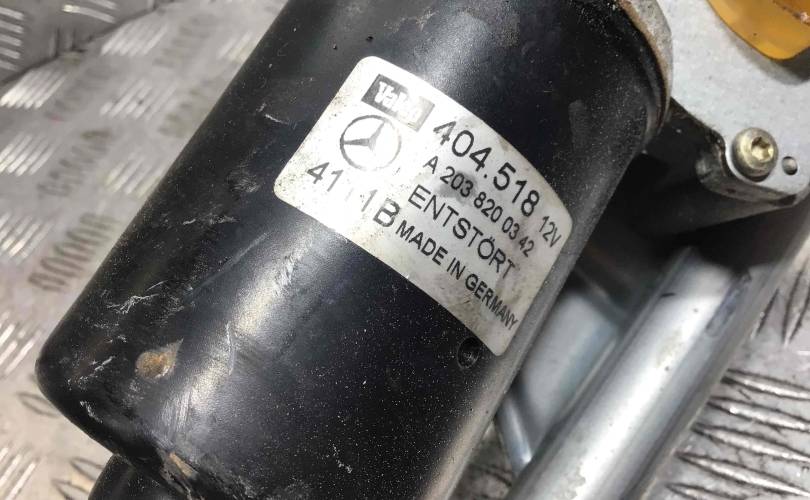 Valeo
404.518 12V
A 203 820 03 42
ENTSTÖRT
MADE IN GERMANY